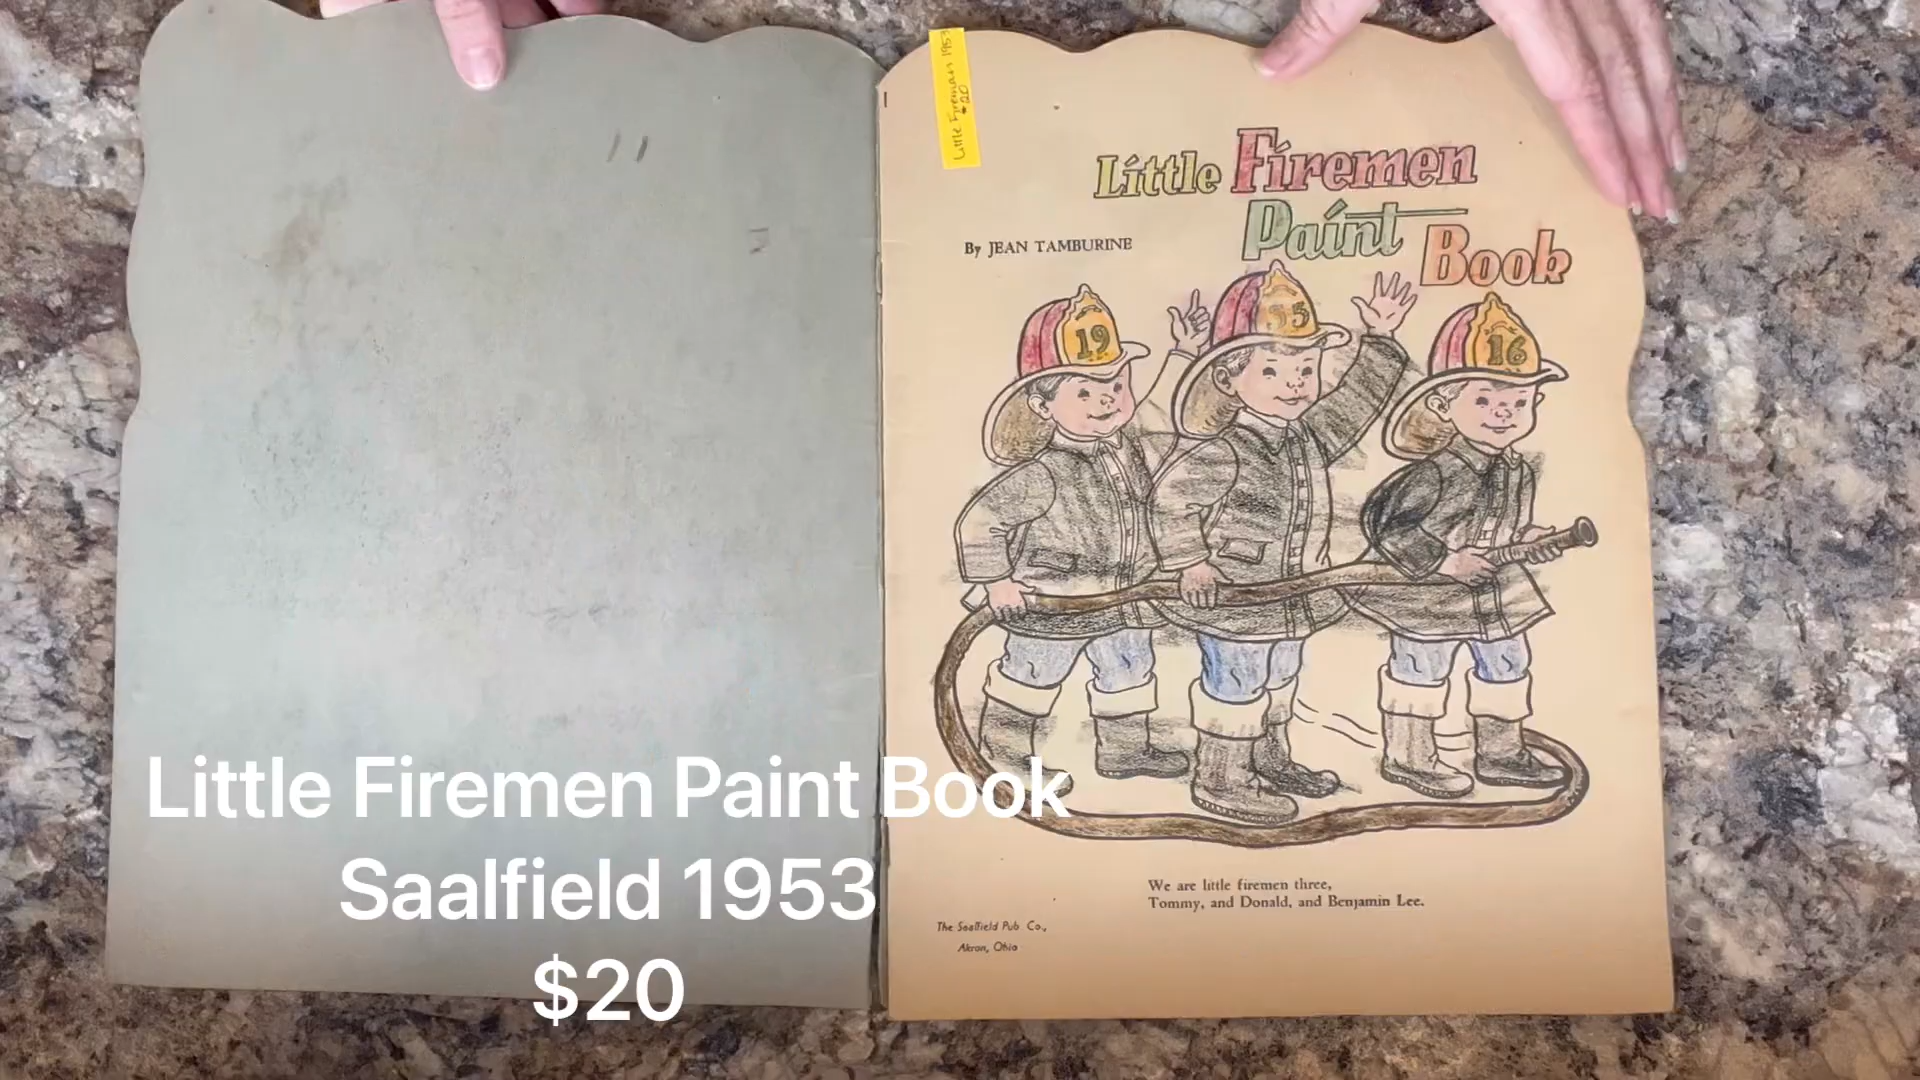 Little Firemen 1953
$20
Little Firemen
Paint Book
By JEAN TAMBURINE
19
55
16
We are little firemen three,
Tommy, and Donald, and Benjamin Lee.
The Saalfield Pub Co.,
Akron, Ohio
Little Firemen Paint Book
Saalfield 1953
$20